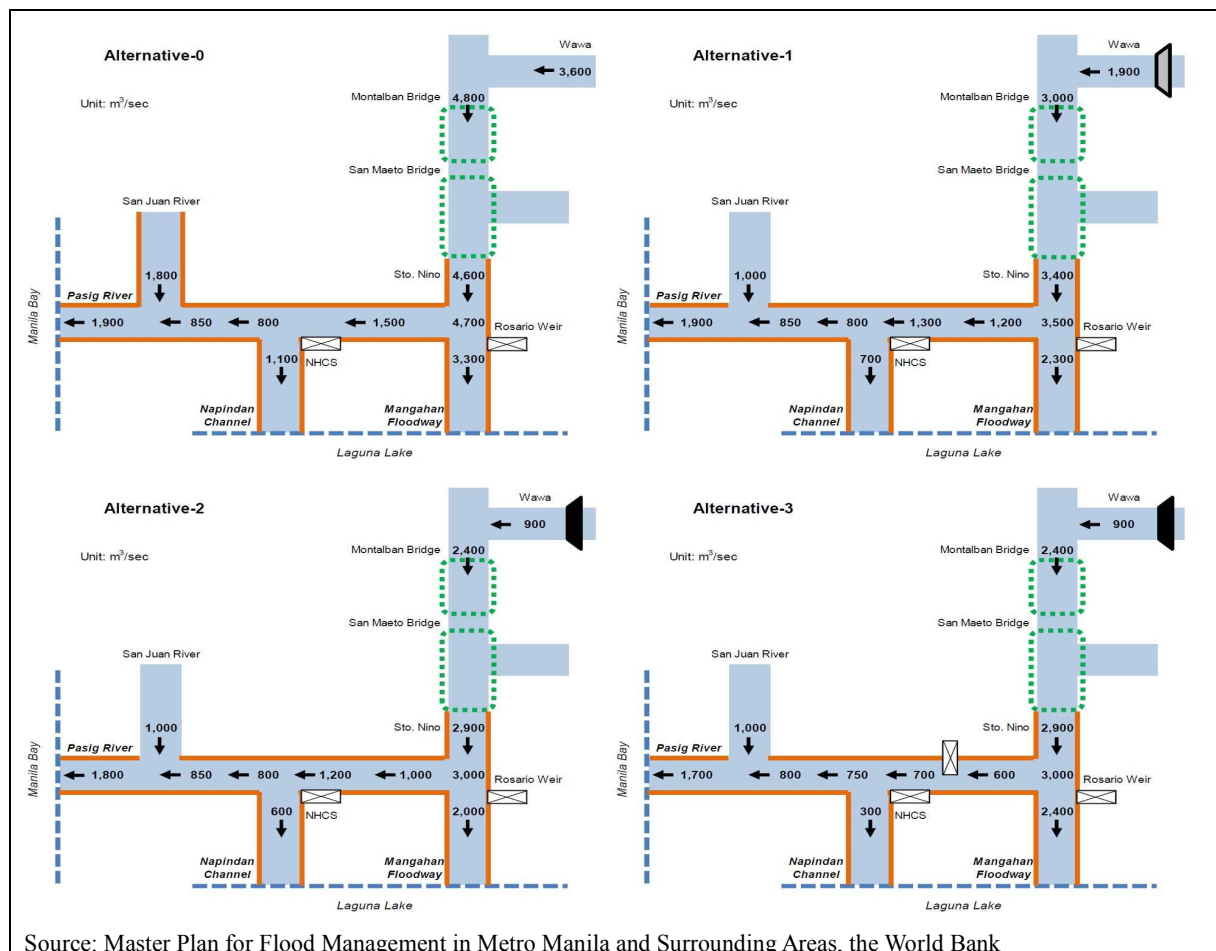 Alternative-0
Wawa
3,600
Unit: m³/sec
Montalban Bridge
4,800
San Maeto Bridge
San Juan River
1,800
Sto. Nino
4,600
Manila Bay
Pasig River
1,900
850
800
1,500
4,700
Rosario Weir
1,100
NHCS
3,300
Napindan
Channel
Mangahan
Floodway
Laguna Lake
Alternative-1
Wawa
1,900
Unit: m³/sec
Montalban Bridge
3,000
San Maeto Bridge
San Juan River
1,000
Sto. Nino
3,400
Manila Bay
Pasig River
1,900
850
800
1,300
1,200
3,500
Rosario Weir
700
NHCS
2,300
Napindan
Channel
Mangahan
Floodway
Laguna Lake
Alternative-2
Wawa
900
Unit: m³/sec
Montalban Bridge
2,400
San Maeto Bridge
San Juan River
1,000
Sto. Nino
2,900
Manila Bay
Pasig River
1,800
850
800
1,200
1,000
3,000
Rosario Weir
600
NHCS
2,000
Napindan
Channel
Mangahan
Floodway
Laguna Lake
Alternative-3
Wawa
900
Unit: m³/sec
Montalban Bridge
2,400
San Maeto Bridge
San Juan River
1,000
Sto. Nino
2,900
Manila Bay
Pasig River
1,700
800
750
700
600
3,000
Rosario Weir
300
NHCS
2,400
Napindan
Channel
Mangahan
Floodway
Laguna Lake
Source: Master Plan for Flood Management in Metro Manila and Surrounding Areas, the World Bank